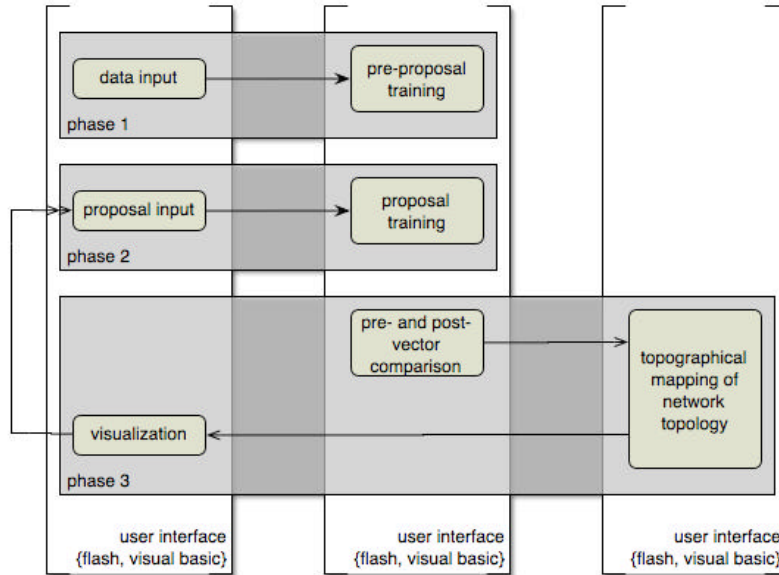 data input
pre-proposal
training
phase 1
proposal input
proposal
training
phase 2
pre- and post-
vector
comparison
topographical
mapping of
network
topology
visualization
phase 3
user interface
{flash, visual basic}
user interface
{flash, visual basic}
user interface
{flash, visual basic}